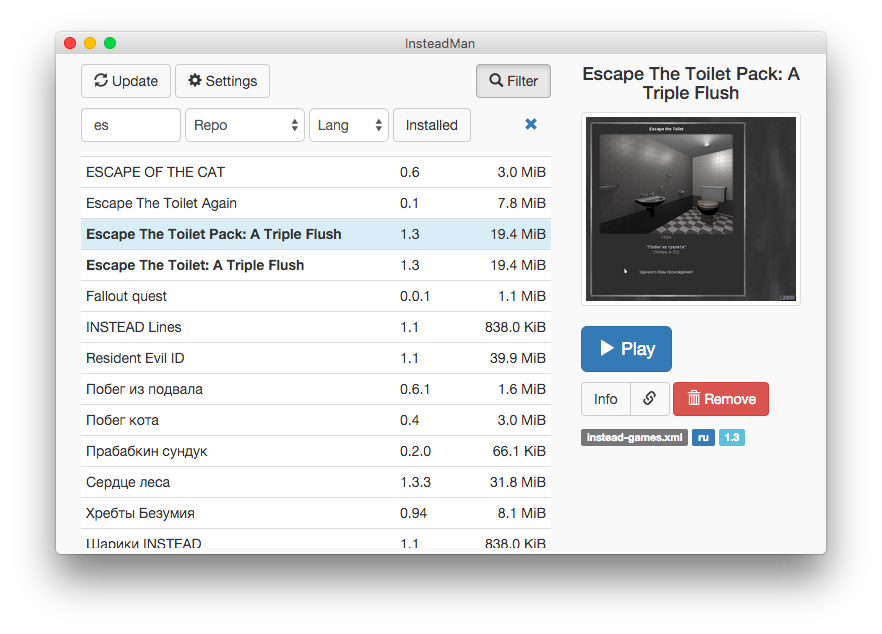 InsteadMan
Update Settings Filter
es Repo Lang Installed
ESCAPE OF THE CAT 0.6 3.0 MiB
Escape The Toilet Again 0.1 7.8 MiB
Escape The Toilet Pack: A Triple Flush 1.3 19.4 MiB
Escape The Toilet: A Triple Flush 1.3 19.4 MiB
Fallout quest 0.0.1 1.1 MiB
INSTEAD Lines 1.1 838.0 KiB
Resident Evil ID 1.1 39.9 MiB
Побег из подвала 0.6.1 1.6 MiB
Побег кота 0.4 3.0 MiB
Прабабкин сундук 0.2.0 66.1 KiB
Сердце леса 1.3.3 31.8 MiB
Хребты Безумия 0.94 8.1 MiB
Шарики INSTEAD 1.1 838.0 KiB
Escape The Toilet Pack: A
Triple Flush
Escape the Toilet
"Побег из туалета"
(теперь в 3D)
Удачного Вам прохождения!
Play
Info Remove
instead-games.xml ru 1.3